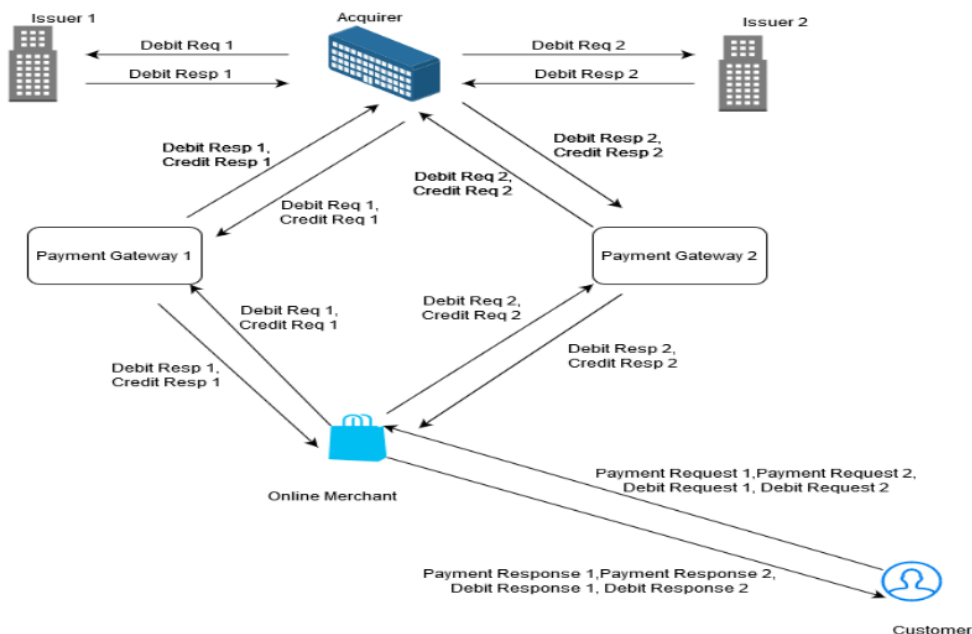 Issuer 1
Acquirer
Issuer 2
Debit Req 1
Debit Req 2
Debit Resp 1
Debit Resp 2
Debit Resp 1,
Credit Resp 1
Debit Resp 2,
Credit Resp 2
Debit Req 2,
Credit Req 2
Debit Req 1,
Credit Req 1
Payment Gateway 1
Payment Gateway 2
Debit Req 1,
Credit Req 1
Debit Req 2,
Credit Req 2
Debit Resp 1,
Credit Resp 1
Debit Resp 2,
Credit Resp 2
Online Merchant
Payment Request 1,Payment Request 2,
Debit Request 1, Debit Request 2
Payment Response 1,Payment Response 2,
Debit Response 1, Debit Response 2
Customer